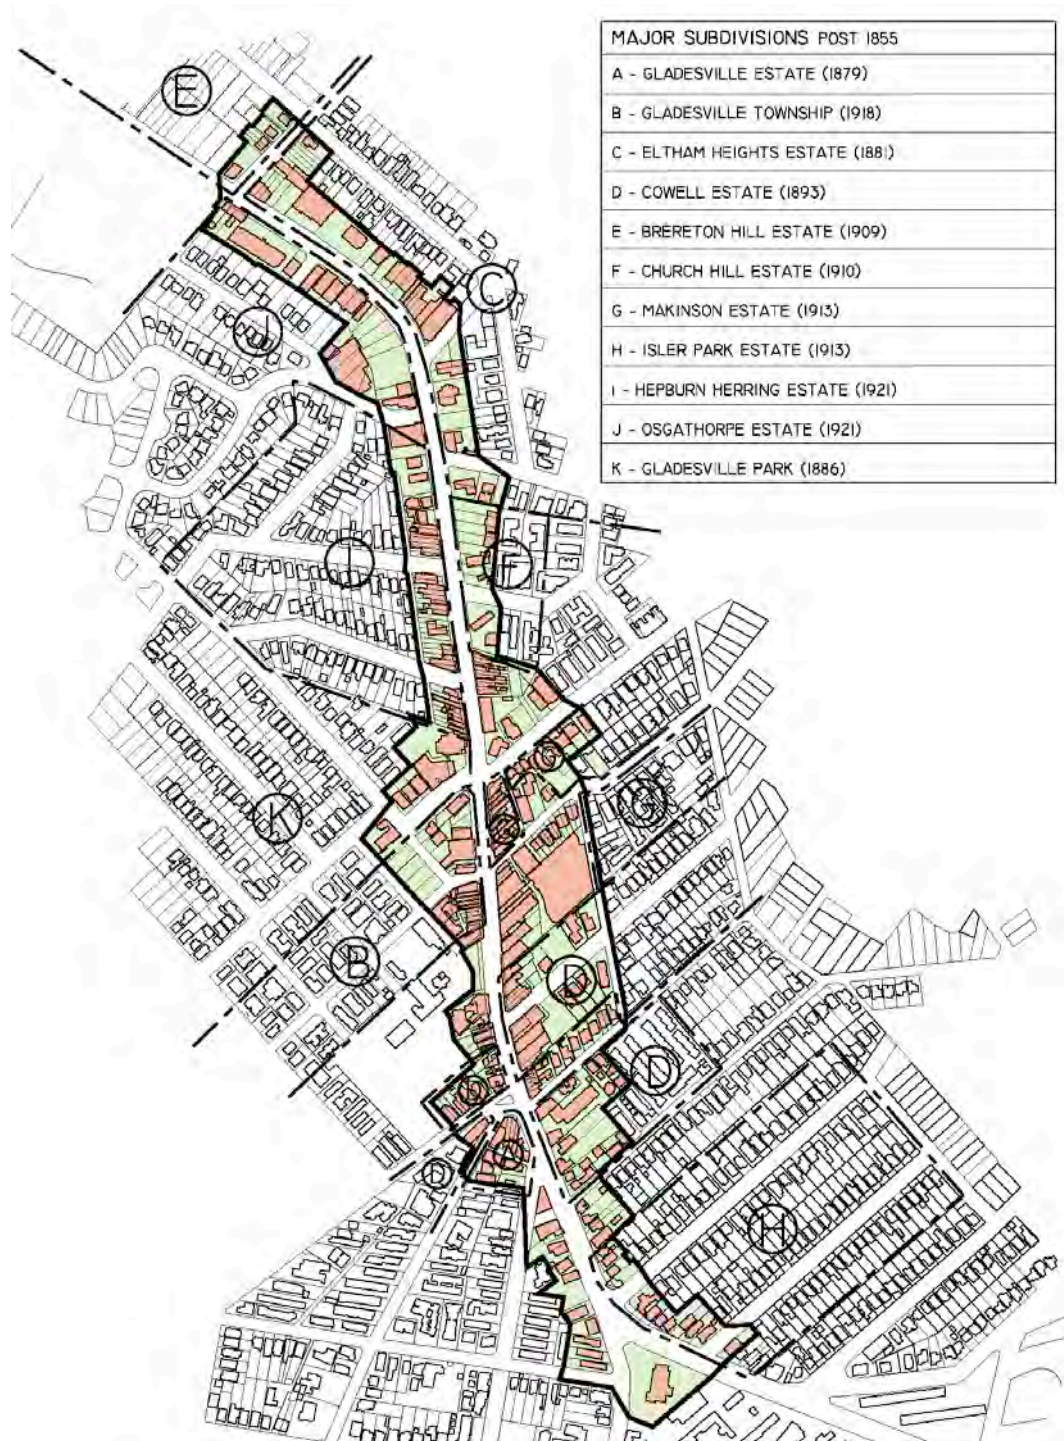 MAJOR SUBDIVISIONS POST 1855
A - GLADESVILLE ESTATE (1879)
B - GLADESVILLE TOWNSHIP (1918)
C - ELTHAM HEIGHTS ESTATE (1881)
D - COWELL ESTATE (1893)
E - BRERETON HILL ESTATE (1909)
F - CHURCH HILL ESTATE (1910)
G - MAKINSON ESTATE (1913)
H - ISLER PARK ESTATE (1913)
I - HEPBURN HERRING ESTATE (1921)
J - OSGATHORPE ESTATE (1921)
K - GLADESVILLE PARK (1886)
E
C
J
I
F
G
G
K
B
D
D
D
H